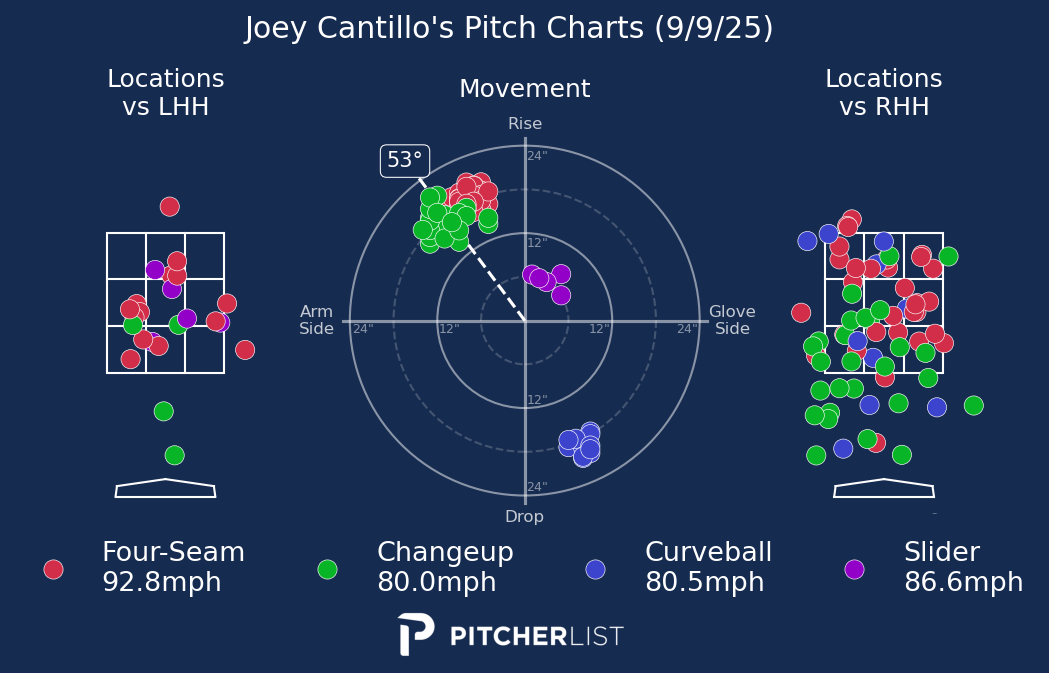 Joey Cantillo's Pitch Charts (9/9/25)
Locations
vs LHH
Movement
Locations
vs RHH
Rise
24"
53°
12"
Arm
Side
24"
12"
12"
24"
Glove
Side
12"
24"
Drop
Four-Seam
92.8mph
Changeup
80.0mph
Curveball
80.5mph
Slider
86.6mph
PITCHERLIST